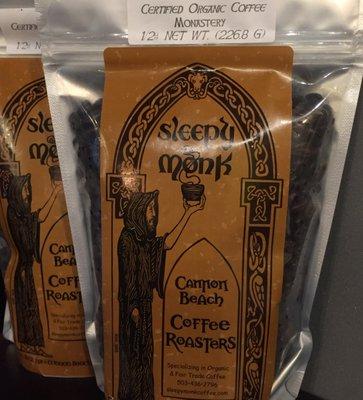 Certified Organic Coffee
Monastery
12z NET WT. (226.8 G)
Sleepy
Monk
Cannon
Beach
Coffee
Roasters
Specializing in Organic
& Fair Trade Coffee
503-436-2796
sleepymonkcoffee.com